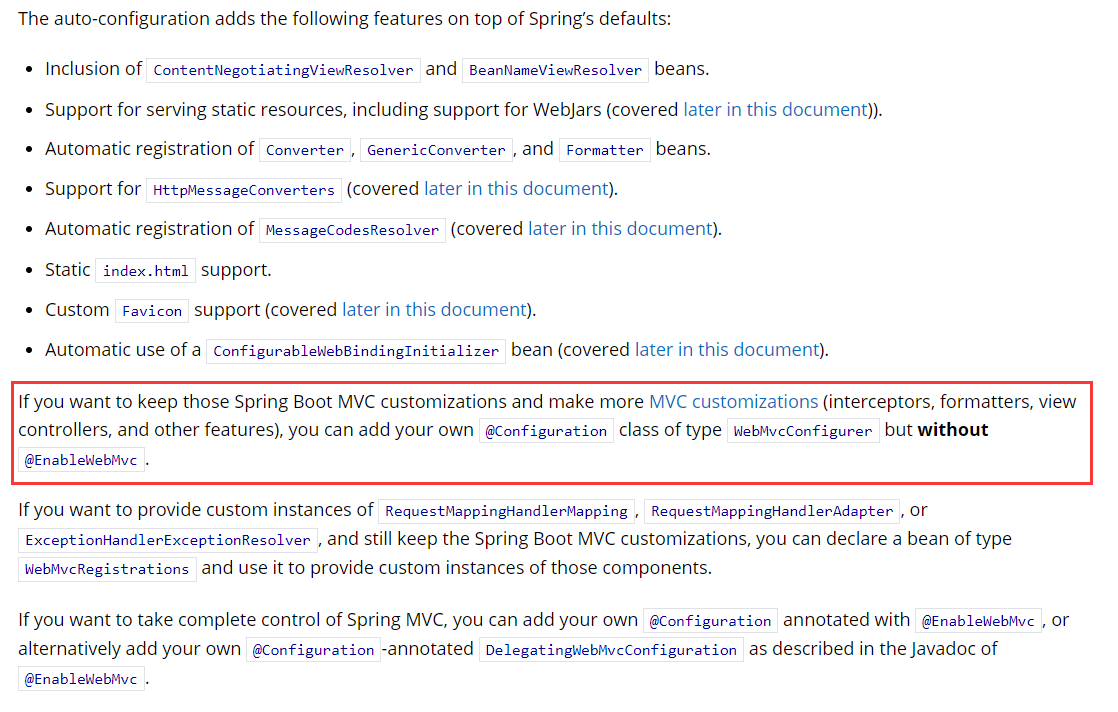 The auto-configuration adds the following features on top of Spring’s defaults:
• Inclusion of ContentNegotiatingViewResolver and BeanNameViewResolver beans.
• Support for serving static resources, including support for WebJars (covered later in this document)).
• Automatic registration of Converter, GenericConverter, and Formatter beans.
• Support for HttpMessageConverters (covered later in this document).
• Automatic registration of MessageCodesResolver (covered later in this document).
• Static index.html support.
• Custom Favicon support (covered later in this document).
• Automatic use of a ConfigurableWebBindingInitializer bean (covered later in this document).
If you want to keep those Spring Boot MVC customizations and make more MVC customizations (interceptors, formatters, view
controllers, and other features), you can add your own @Configuration class of type WebMvcConfigurer but without
@EnableWebMvc.
If you want to provide custom instances of RequestMappingHandlerMapping, RequestMappingHandlerAdapter, or
ExceptionHandlerExceptionResolver, and still keep the Spring Boot MVC customizations, you can declare a bean of type
WebMvcRegistrations and use it to provide custom instances of those components.
If you want to take complete control of Spring MVC, you can add your own @Configuration annotated with @EnableWebMvc, or
alternatively add your own @Configuration-annotated DelegatingWebMvcConfiguration as described in the Javadoc of
@EnableWebMvc.